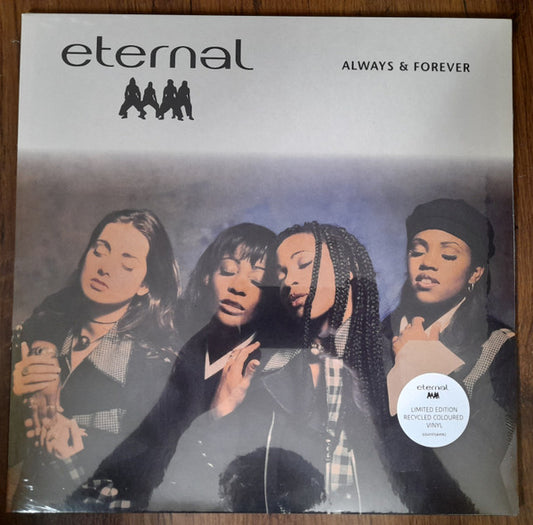 eternal
ALWAYS & FOREVER
eternal
LIMITED EDITION
RECYCLED COLOURED
VINYL